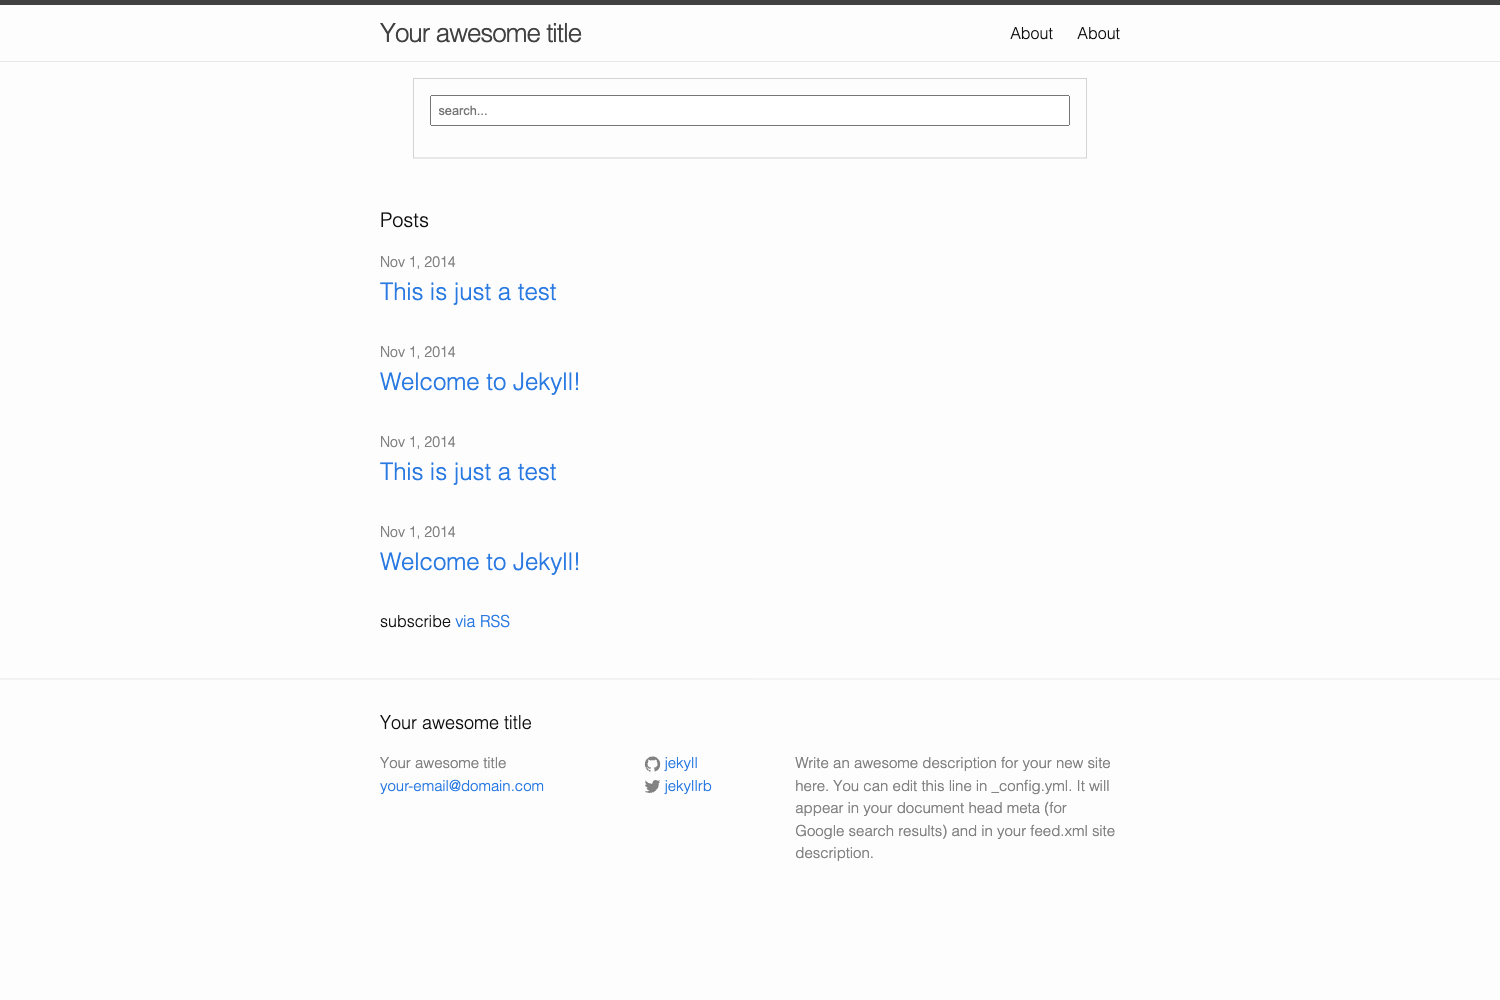 Your awesome title
About About
search...
Posts
Nov 1, 2014
This is just a test
Nov 1, 2014
Welcome to Jekyll!
Nov 1, 2014
This is just a test
Nov 1, 2014
Welcome to Jekyll!
subscribe via RSS
Your awesome title
Your awesome title
your-email@domain.com
jekyll
jekyllrb
Write an awesome description for your new site
here. You can edit this line in _config.yml. It will
appear in your document head meta (for
Google search results) and in your feed.xml site
description.